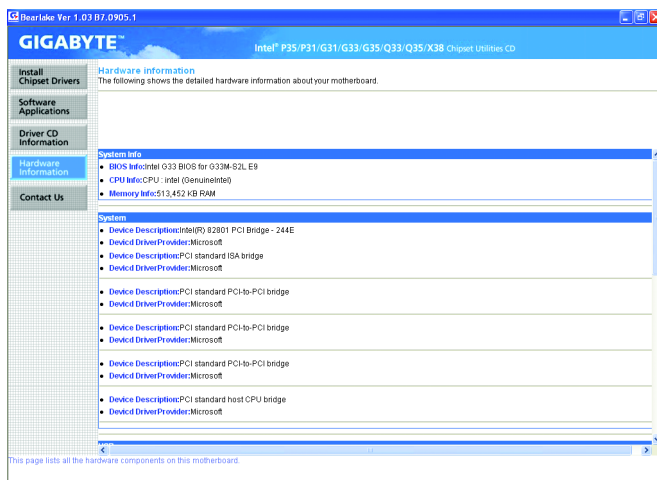 Bearlake Ver 1.03 B7.0905.1
GIGABYTE™
Intel® P35/P31/G31/G33/G35/Q33/Q35/X38 Chipset Utilities CD
Install
Chipset Drivers
Software
Applications
Driver CD
Information
Hardware
Information
Contact Us
Hardware information
The following shows the detailed hardware information about your motherboard.
System Info
BIOS Info:Intel G33 BIOS for G33M-S2L E9
CPU Info:CPU : intel (GenuineIntel)
Memory Info:513,452 KB RAM
System
Device Description:Intel(R) 82801 PCI Bridge - 244E
Devicd DriverProvider:Microsoft
Device Description:PCI standard ISA bridge
Devicd DriverProvider:Microsoft
Device Description:PCI standard PCI-to-PCI bridge
Devicd DriverProvider:Microsoft
Device Description:PCI standard PCI-to-PCI bridge
Devicd DriverProvider:Microsoft
Device Description:PCI standard PCI-to-PCI bridge
Devicd DriverProvider:Microsoft
Device Description:PCI standard host CPU bridge
Devicd DriverProvider:Microsoft
This page lists all the hardware components on this motherboard.